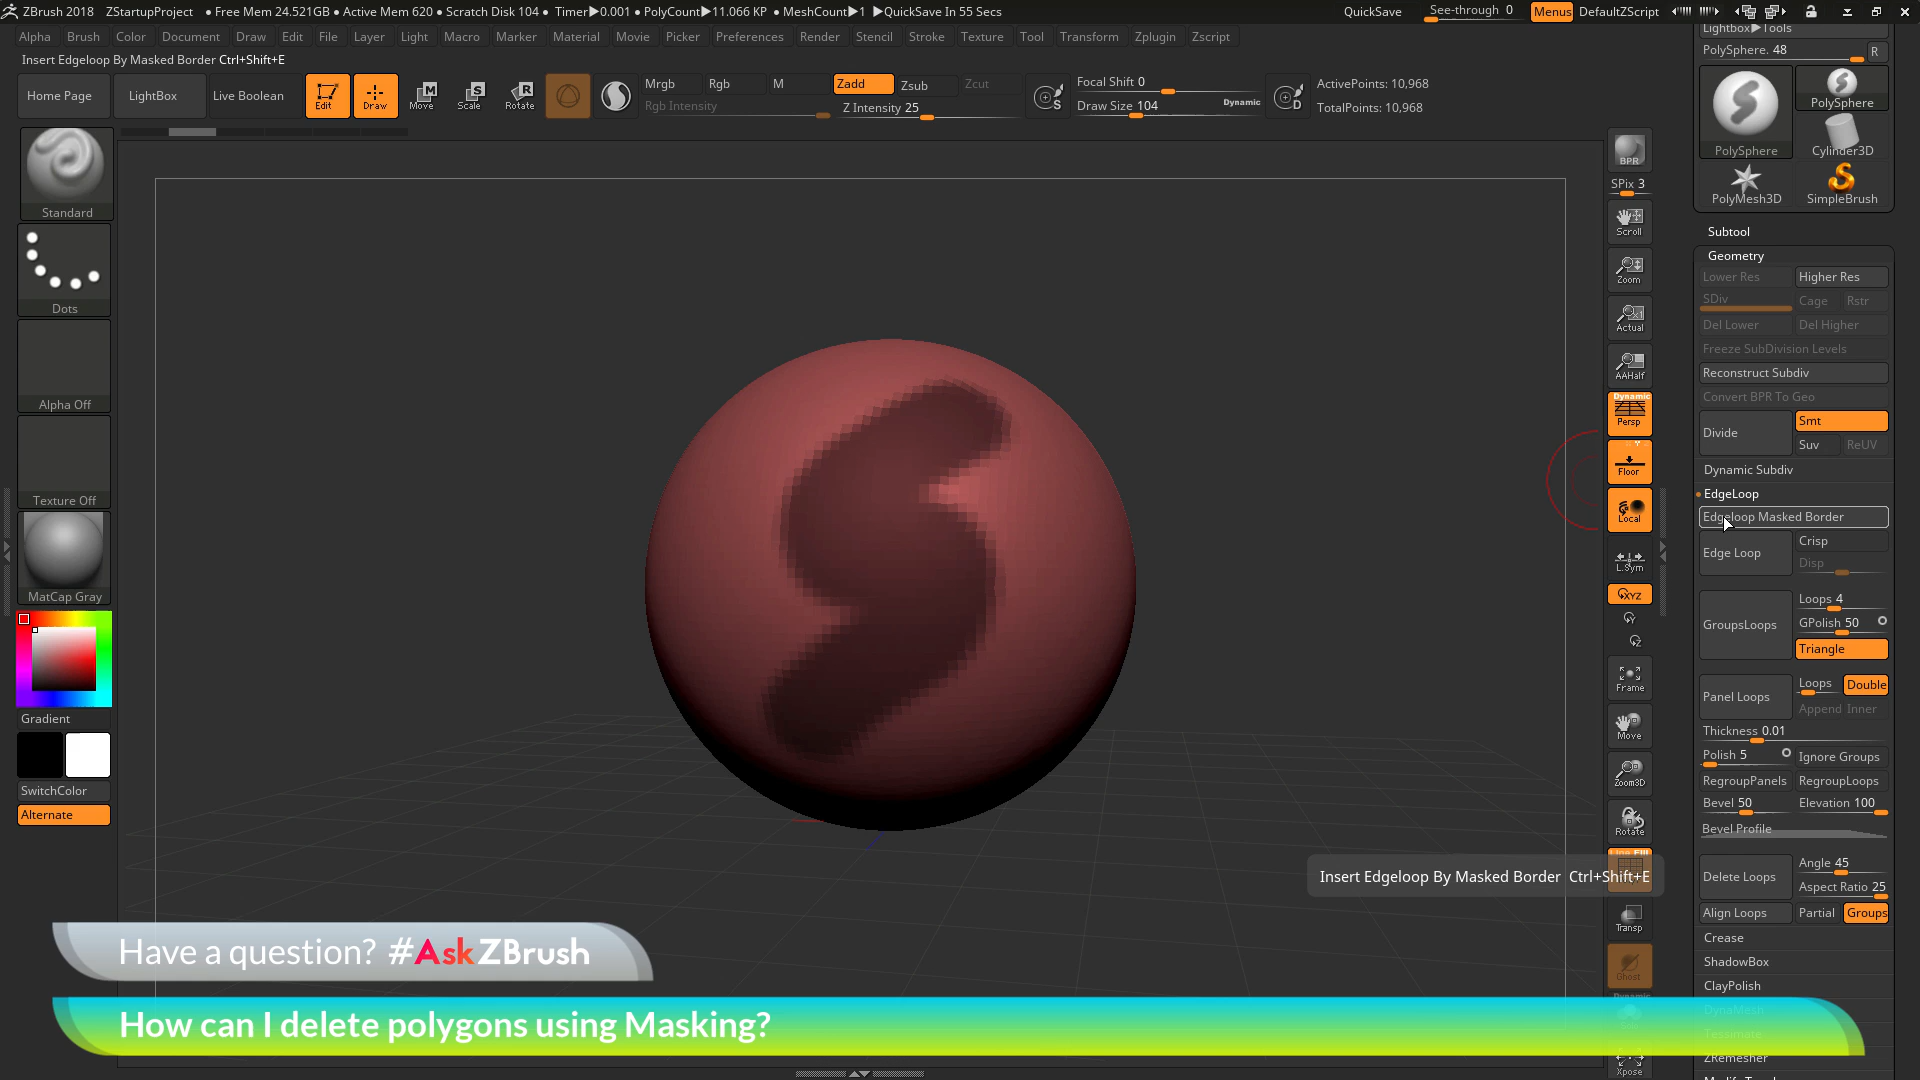 ZBrush 2018 ZStartupProject • Free Mem 24.521GB • Active Mem 620 • Scratch Disk 104 • Timer▶0.001 • PolyCount▶11.066 KP • MeshCount▶1 ▶QuickSave In 55 Secs QuickSave See-through 0 Menus DefaultZScript
Alpha Brush Color Document Draw Edit File Layer Light Macro Marker Material Movie Picker Preferences Render Stencil Stroke Texture Tool Transform Zplugin Zscript
Insert Edgeloop By Masked Border Ctrl+Shift+E
Home Page LightBox Live Boolean Edit Draw Move Scale Rotate
Mrgb Rgb M Zadd Zsub Zcut
Rgb Intensity Z Intensity 25
Focal Shift 0
Draw Size 104 Dynamic
ActivePoints: 10,968
TotalPoints: 10,968
Standard
Dots
Alpha Off
Texture Off
MatCap Gray
Gradient
SwitchColor
Alternate
BPR
SPix 3
Scroll
Zoom
Actual
AAHalf
Dynamic
Persp
Floor
Local
L.Sym
XYZ
Y
Z
Frame
Move
Zoom3D
Rotate
Line Fill
Transp
Ghost
Dynamic
Xpose
Lightbox▶Tools
PolySphere. 48 R
PolySphere PolySphere
Cylinder3D
PolyMesh3D SimpleBrush
Subtool
Geometry
Lower Res Higher Res
SDiv Cage Rstr
Del Lower Del Higher
Freeze SubDivision Levels
Reconstruct Subdiv
Convert BPR To Geo
Divide Smt
Suv ReUV
Dynamic Subdiv
EdgeLoop
Edgeloop Masked Border
Edge Loop Crisp
Disp
GroupsLoops Loops 4
GPolish 50
Triangle
Panel Loops Loops Double
Append Inner
Thickness 0.01
Polish 5 Ignore Groups
RegroupPanels RegroupLoops
Bevel 50 Elevation 100
Bevel Profile
Delete Loops Angle 45
Aspect Ratio 25
Align Loops Partial Groups
Crease
ShadowBox
ClayPolish
DynaMesh
Tessimate
ZRemesher
Insert Edgeloop By Masked Border Ctrl+Shift+E
Have a question? #AskZBrush
How can I delete polygons using Masking?